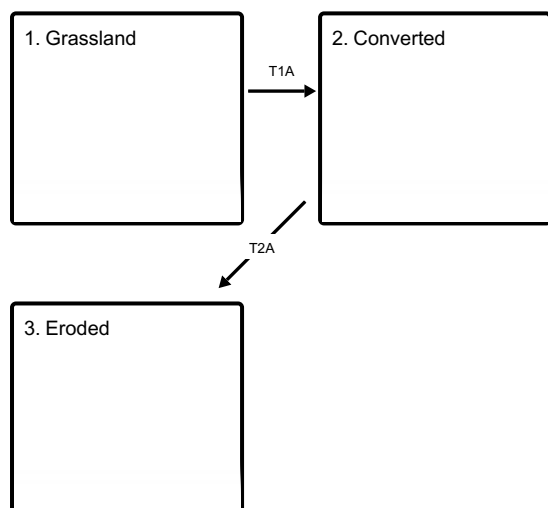 1. Grassland
T1A
2. Converted
T2A
3. Eroded